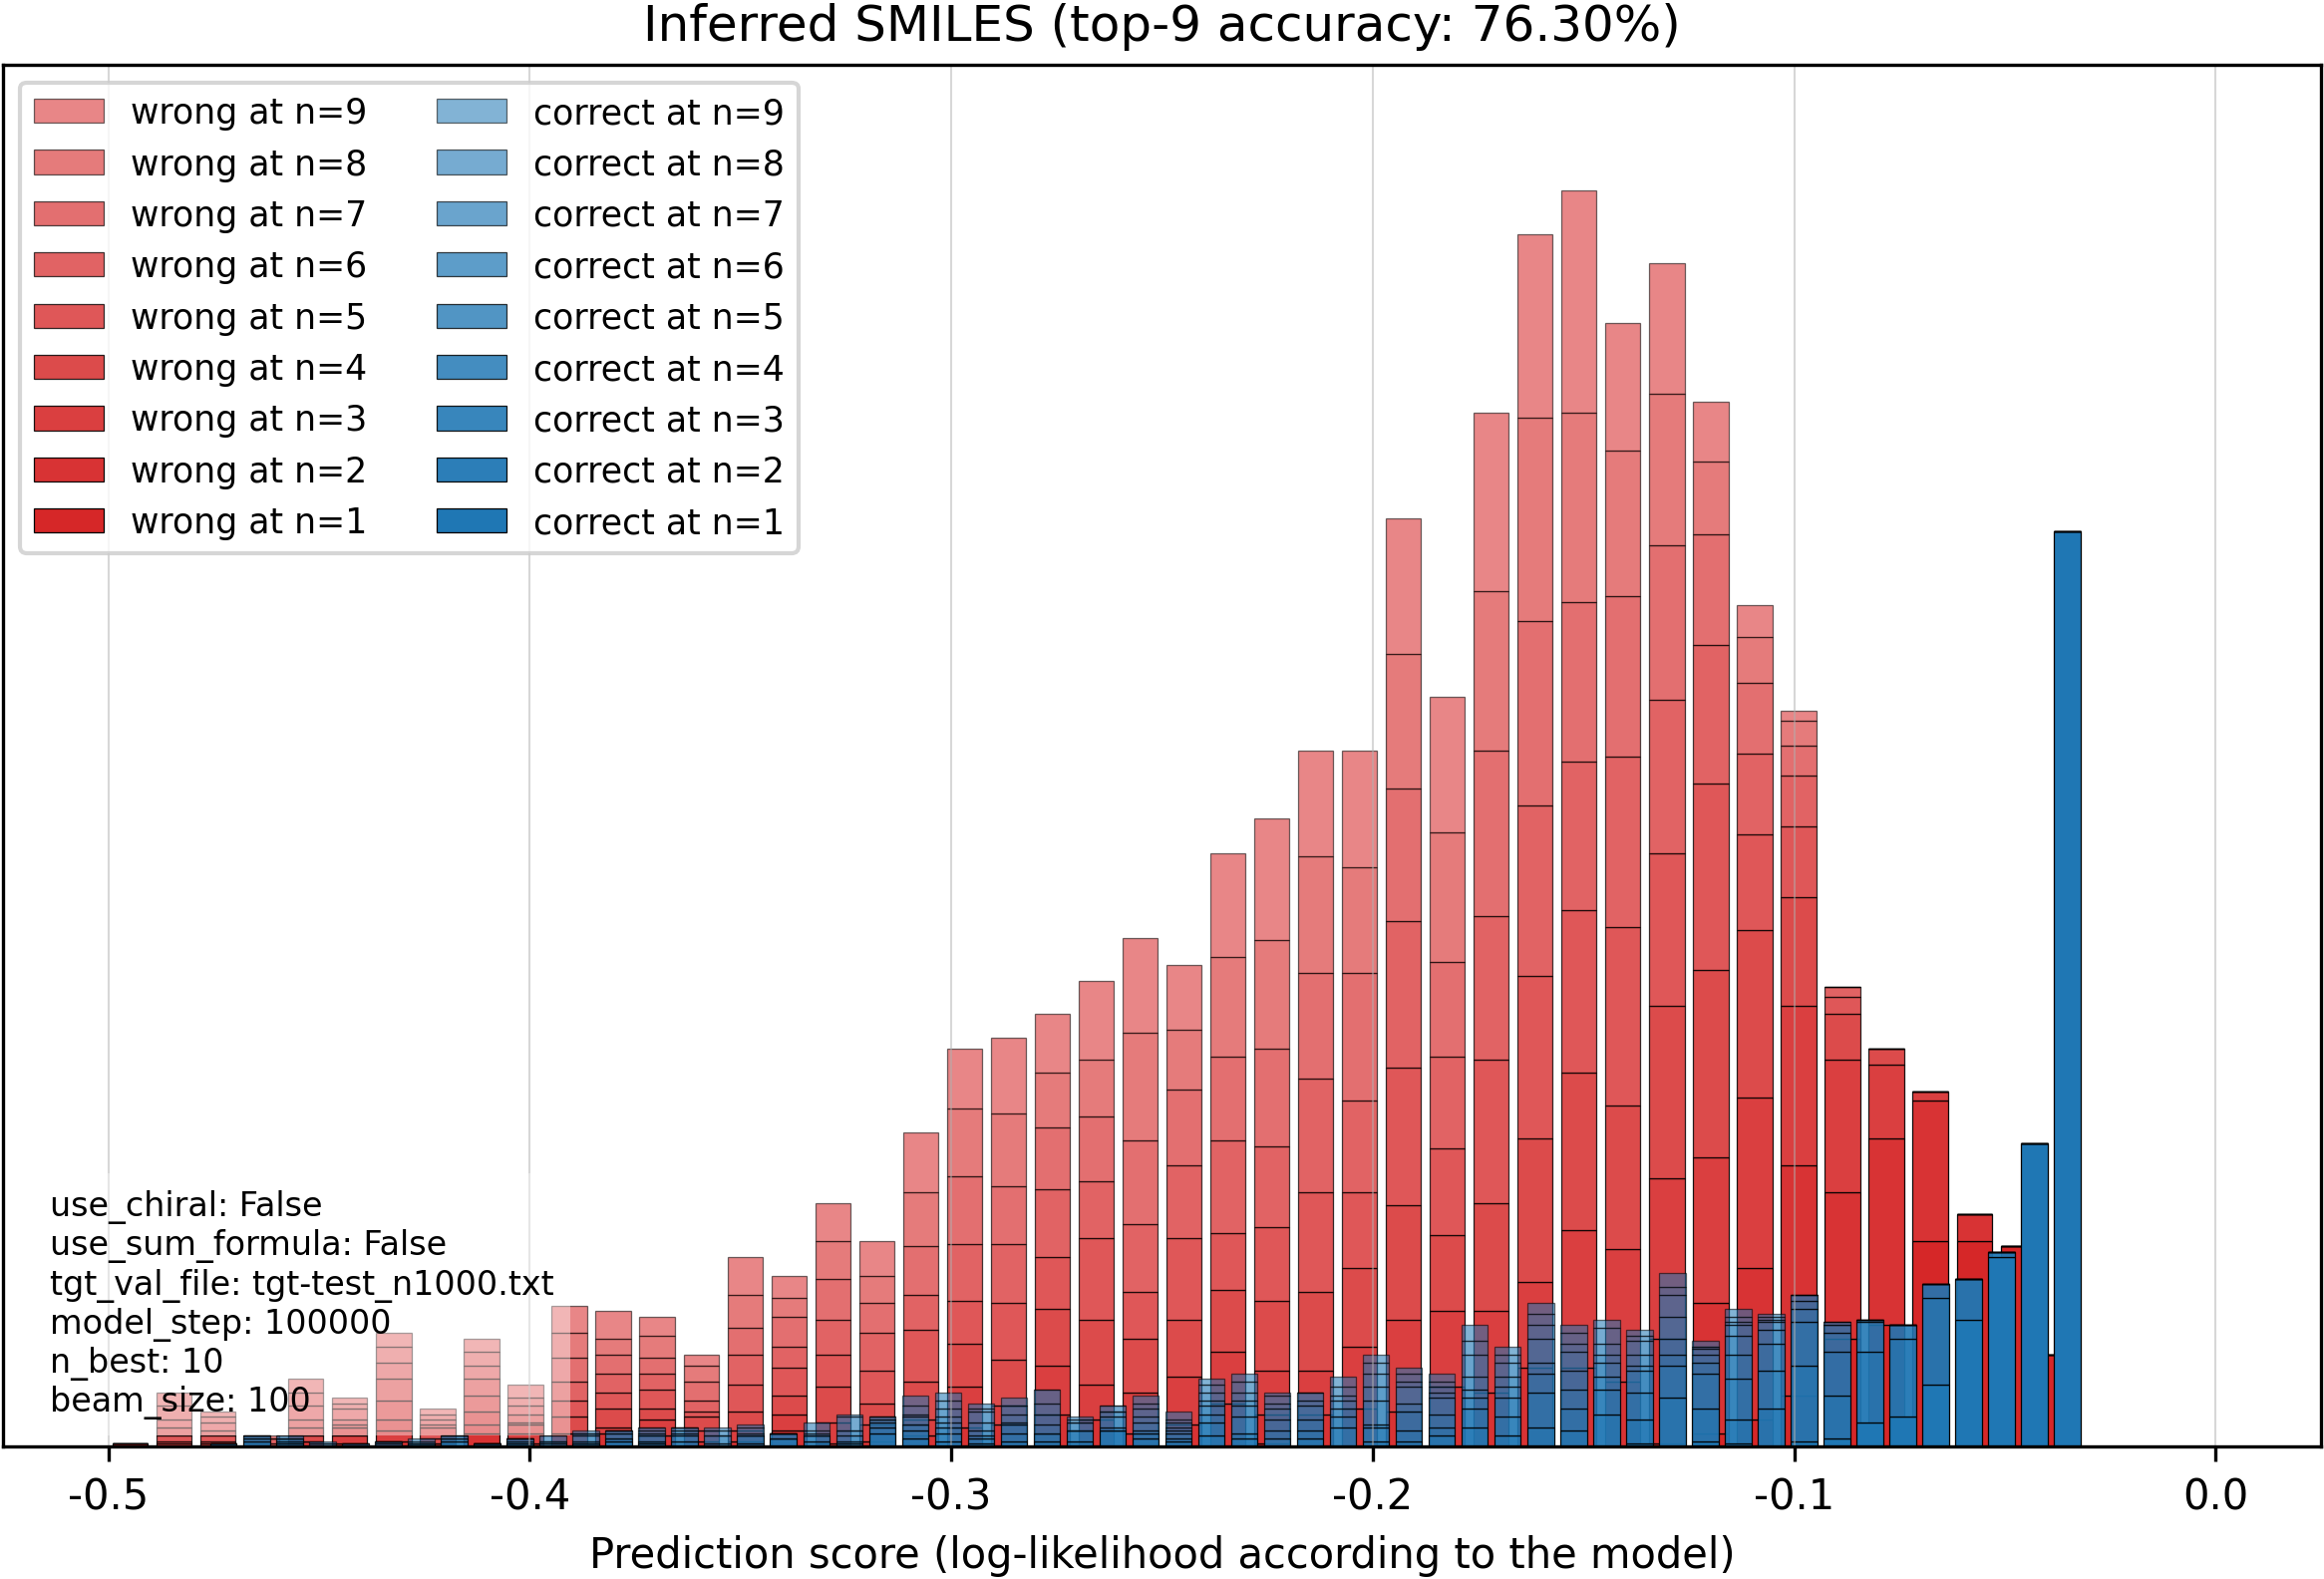 Inferred SMILES (top-9 accuracy: 76.30%)
wrong at n=9
wrong at n=8
wrong at n=7
wrong at n=6
wrong at n=5
wrong at n=4
wrong at n=3
wrong at n=2
wrong at n=1
correct at n=9
correct at n=8
correct at n=7
correct at n=6
correct at n=5
correct at n=4
correct at n=3
correct at n=2
correct at n=1
use_chiral: False
use_sum_formula: False
tgt_val_file: tgt-test_n1000.txt
model_step: 100000
n_best: 10
beam_size: 100
-0.5 -0.4 -0.3 -0.2 -0.1 0.0
Prediction score (log-likelihood according to the model)